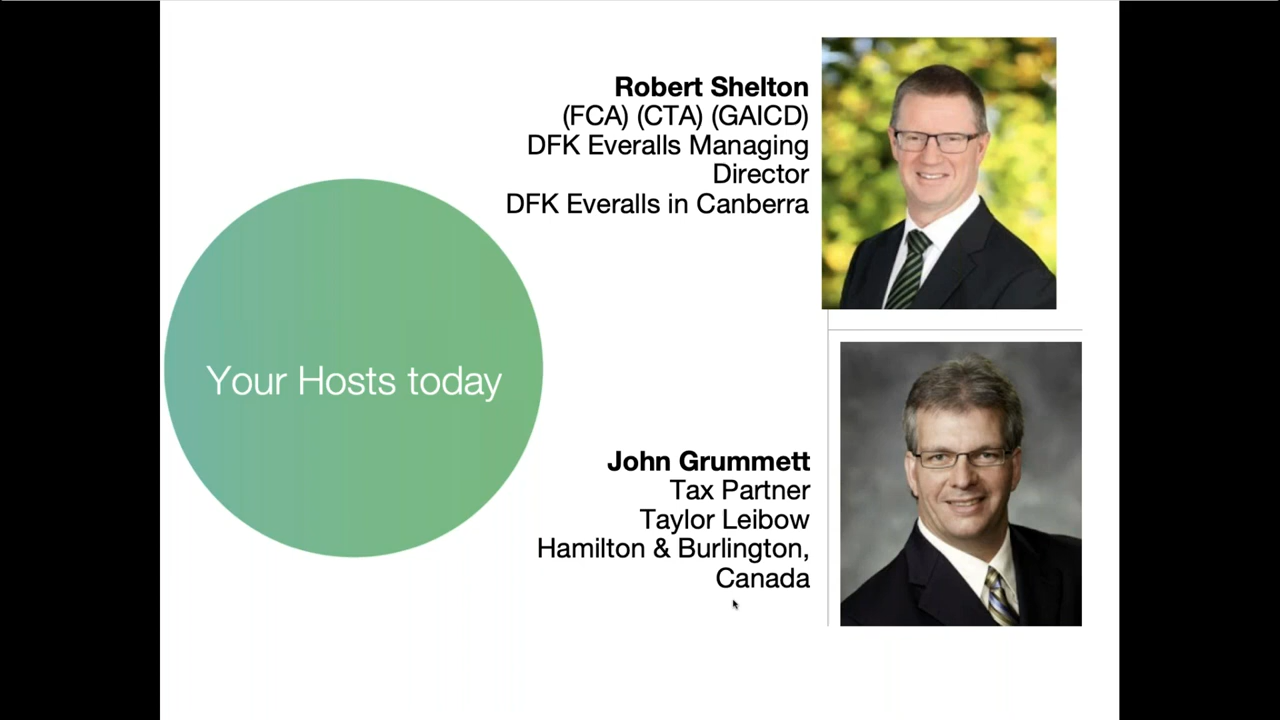 Your Hosts today
Robert Shelton
(FCA) (CTA) (GAICD)
DFK Everalls Managing
Director
DFK Everalls in Canberra
John Grummett
Tax Partner
Taylor Leibow
Hamilton & Burlington,
Canada